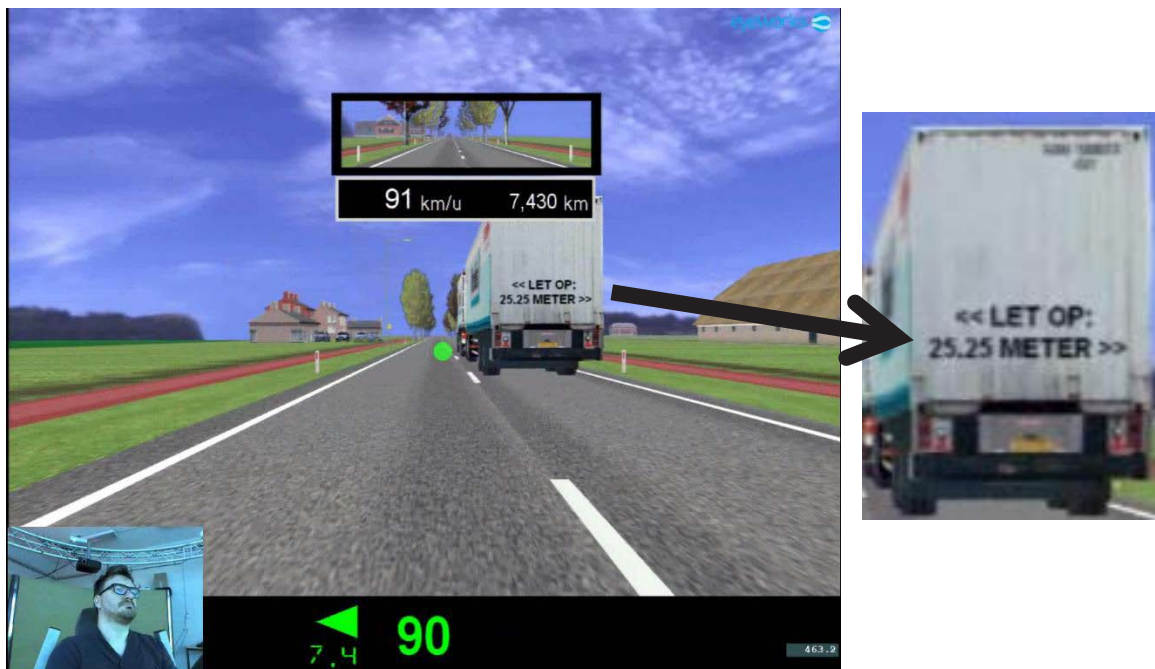 91 km/u 7,430 km
<< LET OP:
25.25 METER >>
7.4
90
463.2
<< LET OP:
25.25 METER >>